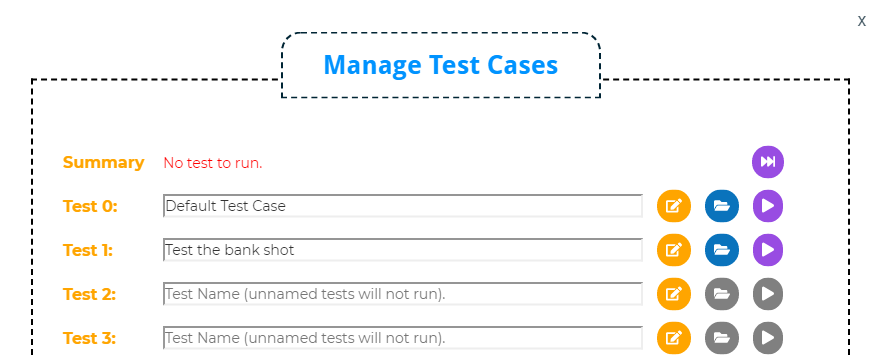 x
Manage Test Cases
Summary No test to run.
Test 0: Default Test Case
Test 1: Test the bank shot
Test 2: Test Name (unnamed tests will not run).
Test 3: Test Name (unnamed tests will not run).